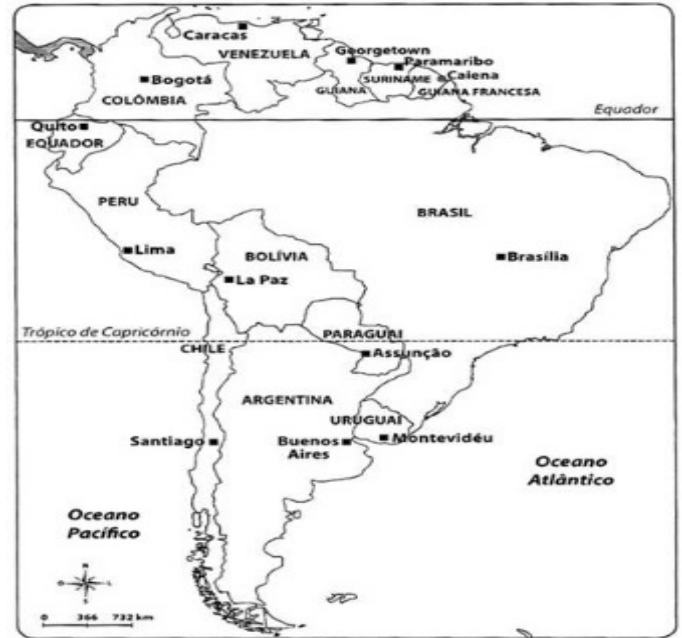 Caracas
VENEZUELA
Georgetown
Paramaribo
Bogotá
SURINAME
Caiena
COLÔMBIA
GUIANA
GUIANA FRANCESA
Equador
Quito
EQUADOR
PERU
BRASIL
Lima
BOLÍVIA
Brasília
La Paz
Trópico de Capricórnio
PARAGUAI
CHILE
Assunção
ARGENTINA
URUGUAI
Santiago
Buenos
Aires
Montevidéu
Oceano
Atlântico
Oceano
Pacífico
N
O
L
S
0 366 732 km